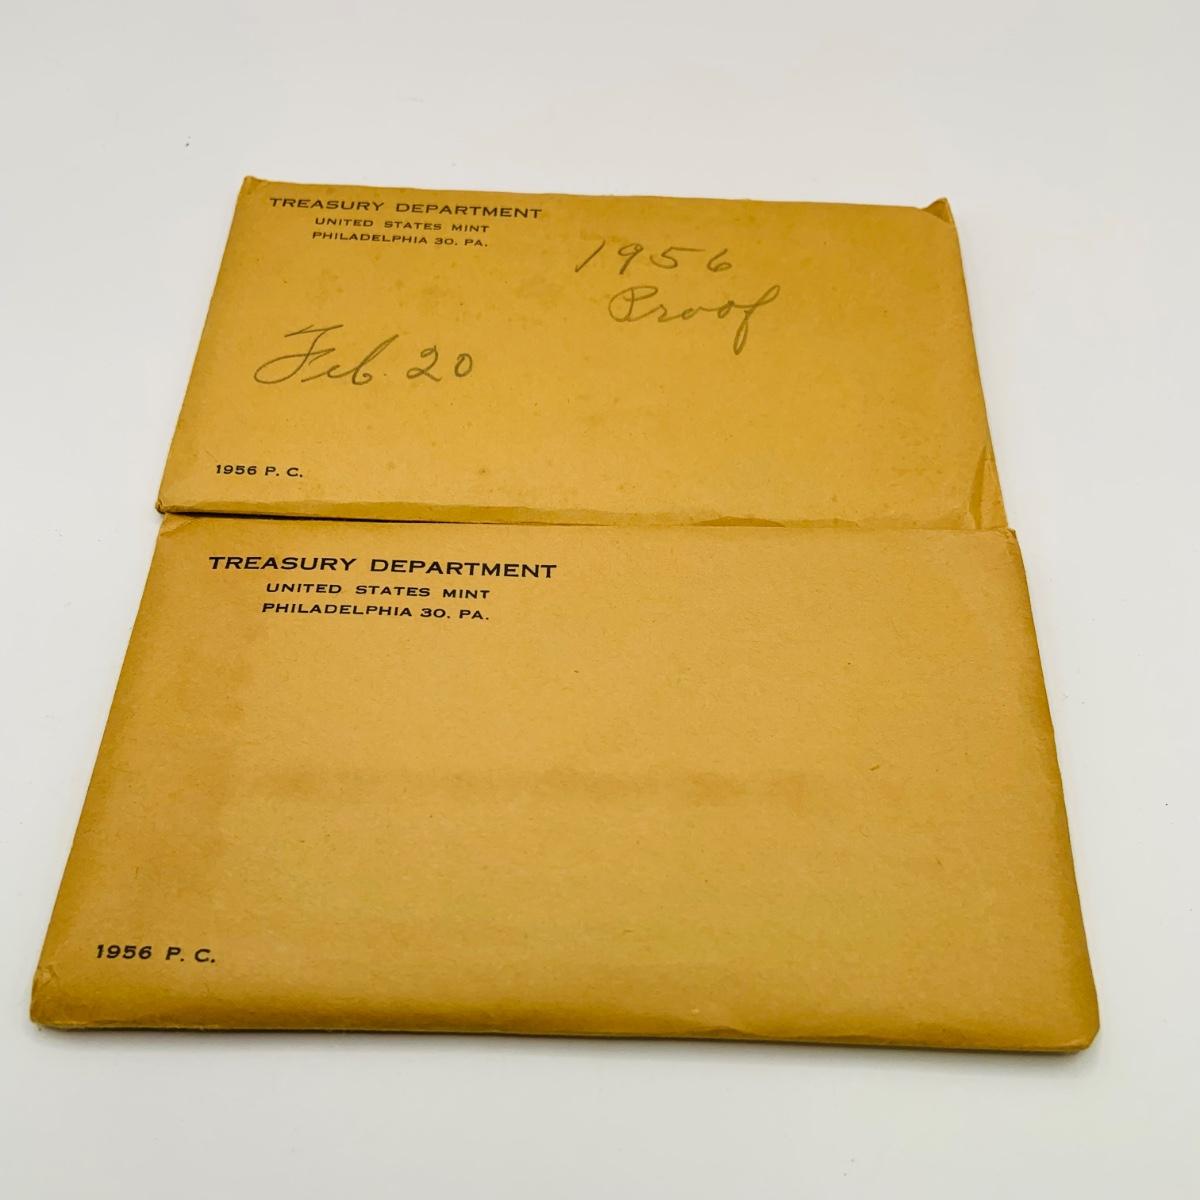 TREASURY DEPARTMENT
UNITED STATES MINT
PHILADELPHIA 30. PA.
1956
Proof
Feb. 20
1956 P. C.
TREASURY DEPARTMENT
UNITED STATES MINT
PHILADELPHIA 30. PA.
1956 P. C.